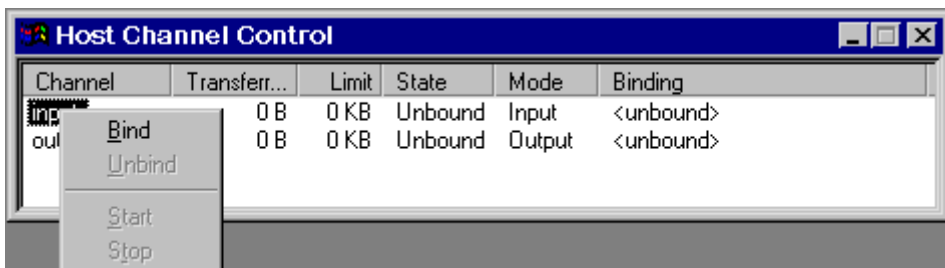 Host Channel Control
Channel Transferr... Limit State Mode Binding
0 B 0 KB Unbound Input <unbound>
0 B 0 KB Unbound Output <unbound>
Bind
Unbind
Start
Stop